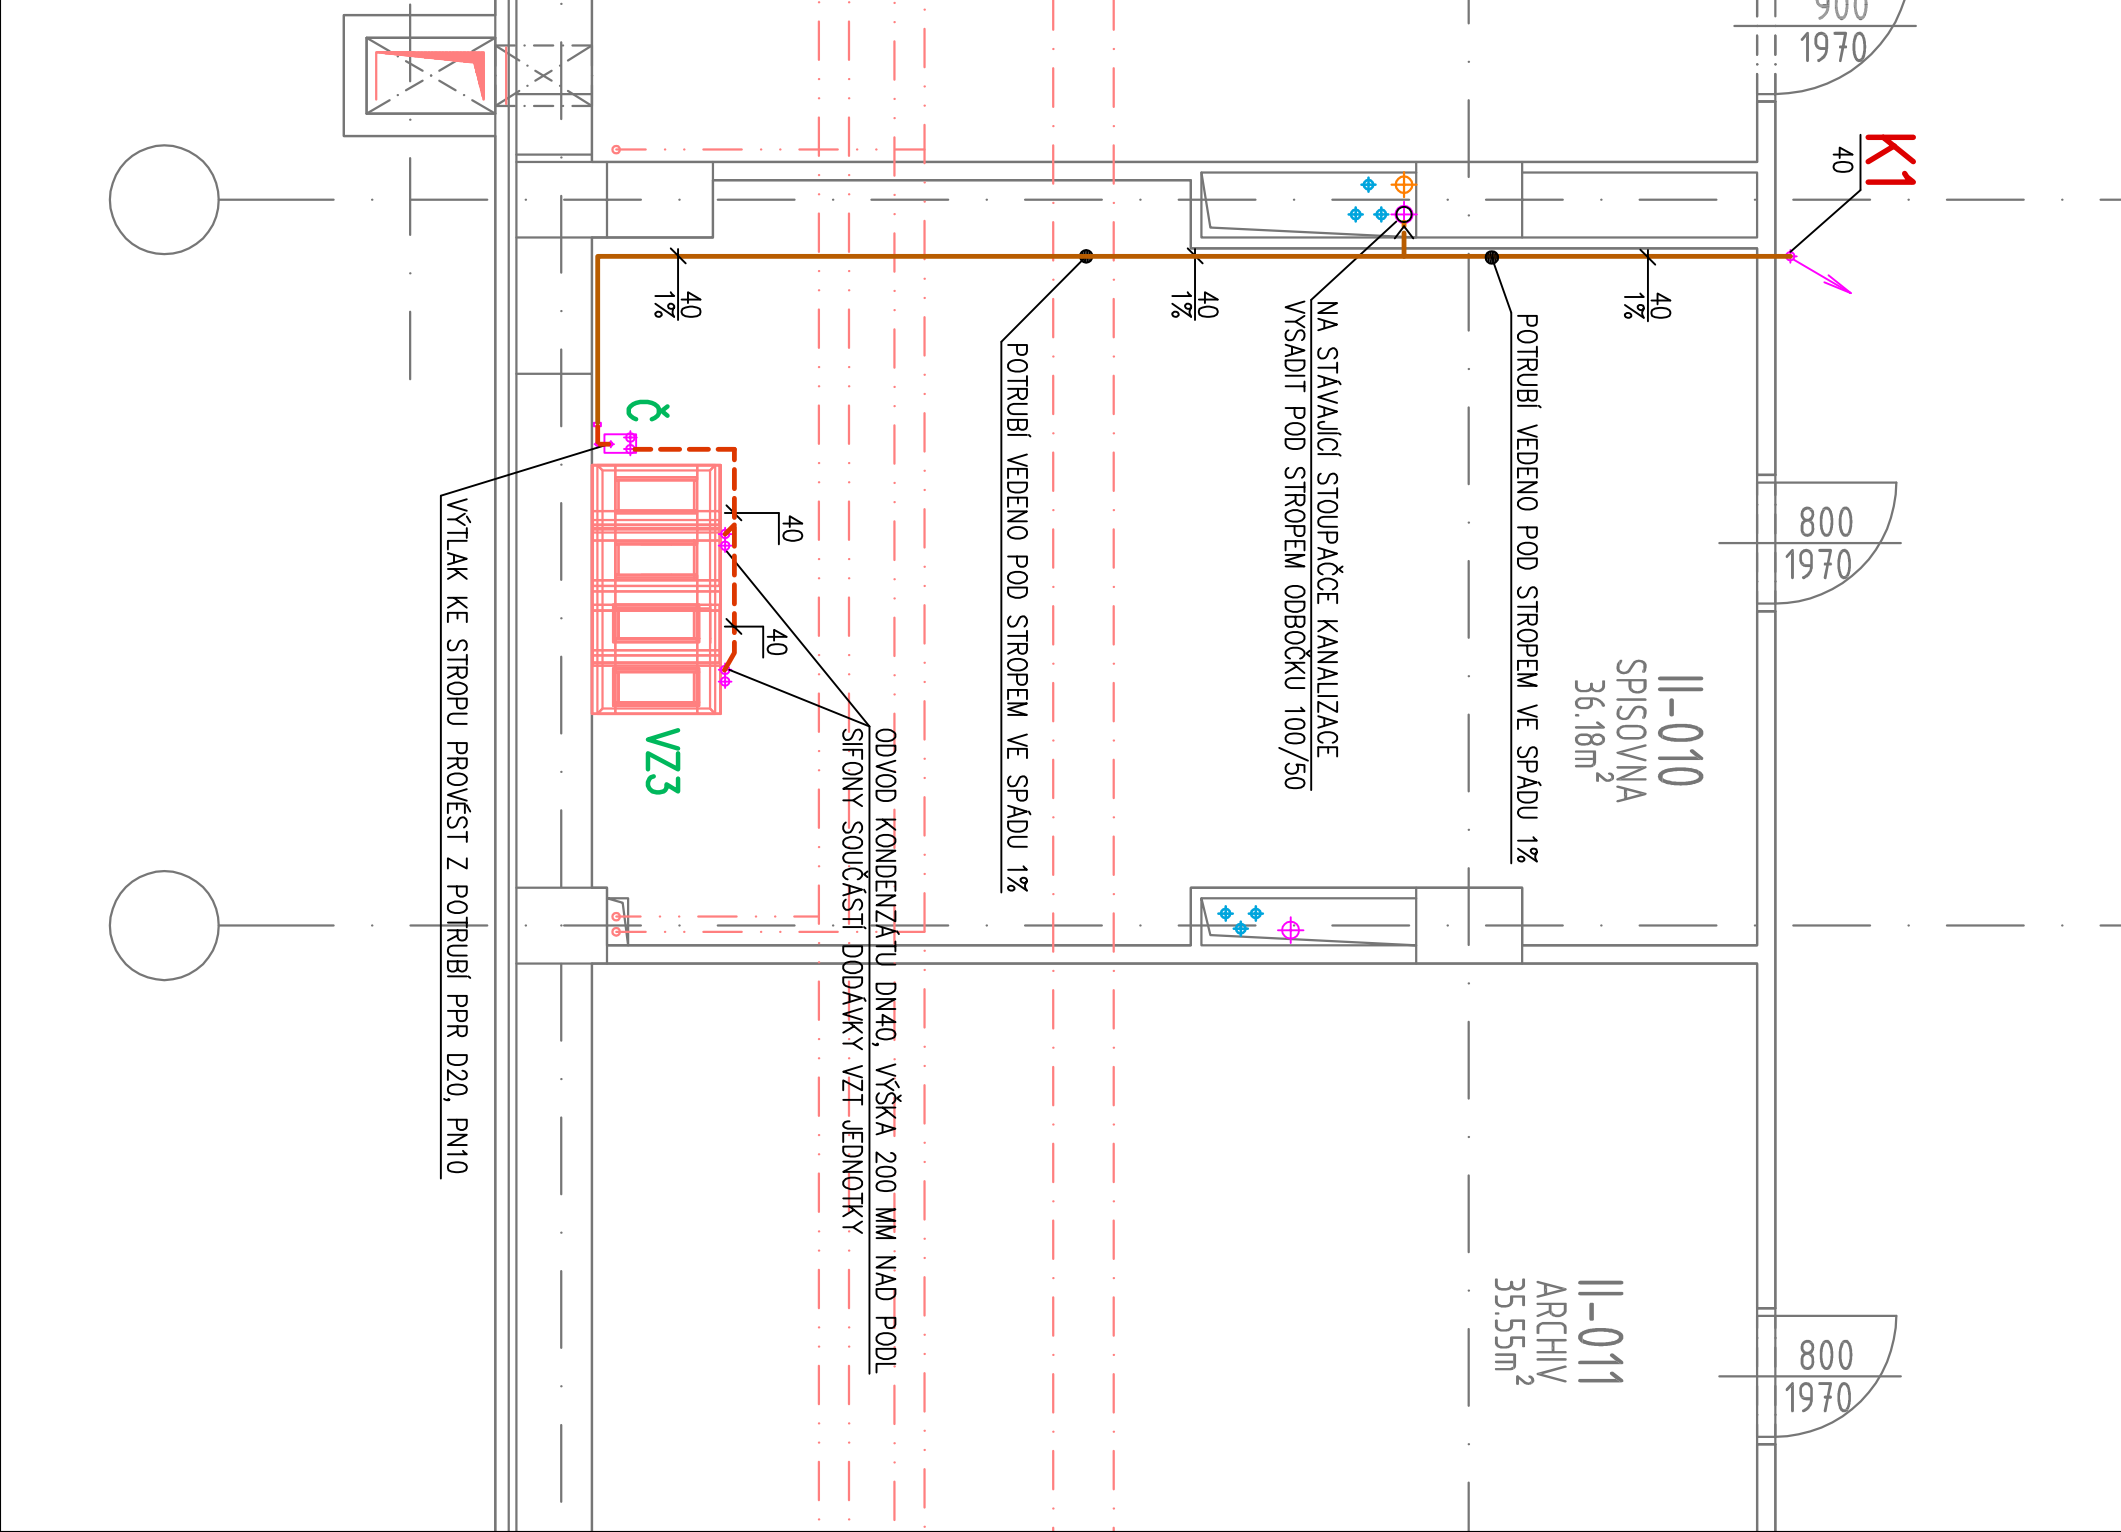 900
1970
K1
40
40
1%
40
1%
40
1%
POTRUBÍ VEDENO POD STROPEM VE SPÁDU 1%
NA STÁVAJÍCÍ STOUPAČCE KANALIZACE
VYSADIT POD STROPEM ODBOČKU 100/50
POTRUBÍ VEDENO POD STROPEM VE SPÁDU 1%
800
1970
II-010
SPISOVNA
36.18m²
Č
40
40
VZ3
ODVOD KONDENZÁTU DN40, VÝŠKA 200 MM NAD PODL
SIFONY SOUČÁSTÍ DODÁVKY VZT JEDNOTKY
VÝTLAK KE STROPU PROVÉST Z POTRUBÍ PPR D20, PN10
II-011
ARCHIV
35.55m²
800
1970